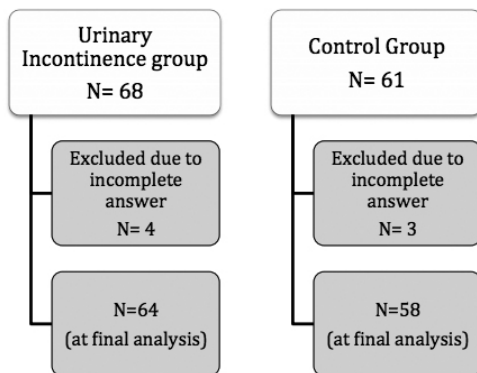 Urinary
Incontinence group
N= 68
Excluded due to
incomplete
answer
N= 4
N=64
(at final analysis)
Control Group
N= 61
Excluded due to
incomplete
answer
N= 3
N=58
(at final analysis)